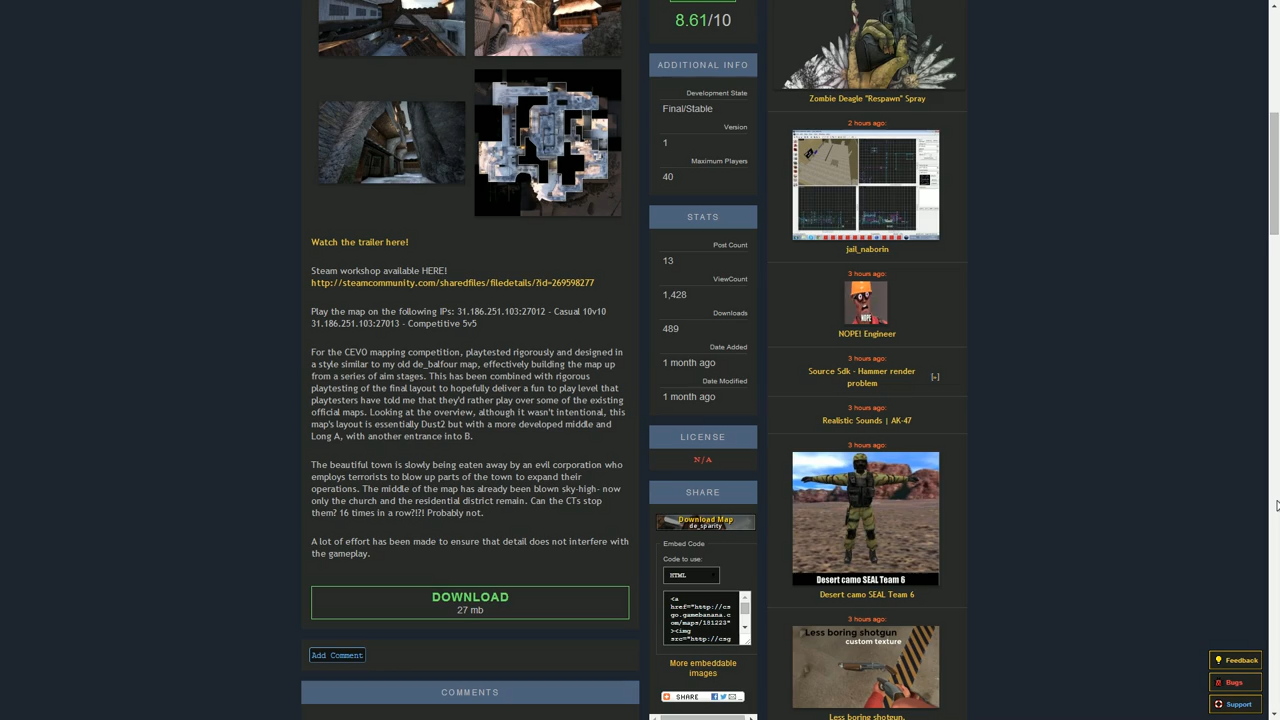 8.61/10
Watch the trailer here!
Steam workshop available HERE!
http://steamcommunity.com/sharedfiles/filedetails/?id=269598277
Play the map on the following IPs: 31.186.251.103:27012 - Casual 10v10
31.186.251.103:27013 - Competitive 5v5
For the CEVO mapping competition, playtested rigorously and designed in
a style similar to my old de_balfour map, effectively building the map up
from a series of aim stages. This has been combined with rigorous
playtesting of the final layout to hopefully deliver a fun to play level that
playtesters have told me that they'd rather play over some of the existing
official maps. Looking at the overview, although it wasn't intentional, this
map's layout is essentially Dust2 but with a more developed middle and
Long A, with another entrance into B.
The beautiful town is slowly being eaten away by an evil corporation who
employs terrorists to blow up parts of the town to expand their
operations. The middle of the map has already been blown sky-high- now
only the church and the residential district remain. Can the CTs stop
them? 16 times in a row?!?! Probably not.
A lot of effort has been made to ensure that detail does not interfere with
the gameplay.
DOWNLOAD
27 mb
Add Comment
COMMENTS
ADDITIONAL INFO
Development State
Final/Stable
Version
1
Maximum Players
40
STATS
Post Count
13
ViewCount
1,428
Downloads
489
Date Added
1 month ago
Date Modified
1 month ago
LICENSE
N/A
SHARE
Download Map
de_sparity
Embed Code
Code to use:
HTML
<a
href="http://cs
go.gamebanana.c
om/maps/181223"
><img
src="http://csg
More embeddable
images
SHARE
Zombie Deagle "Respawn" Spray
2 hours ago:
jail_naborin
3 hours ago:
NOPE
NOPE! Engineer
3 hours ago:
Source Sdk - Hammer render
problem
[+]
3 hours ago:
Realistic Sounds | AK-47
3 hours ago:
Desert camo SEAL Team 6
Desert camo SEAL Team 6
3 hours ago:
Less boring shotgun
custom texture
Less boring shotgun.
Feedback
Bugs
Support